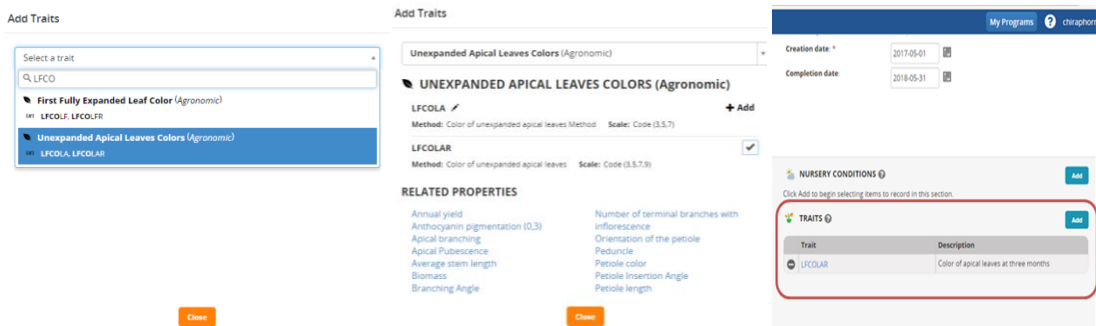 Add Traits
Select a trait
LFCO
First Fully Expanded Leaf Color (Agronomic)
LFCOLF, LFCOLFR
Unexpanded Apical Leaves Colors (Agronomic)
LFCOLA, LFCOLAR
Close
Add Traits
Unexpanded Apical Leaves Colors (Agronomic)
UNEXPANDED APICAL LEAVES COLORS (Agronomic)
LFCOLA + Add
Method: Color of unexpanded apical leaves Method Scale: Code (3,5,7)
LFCOLAR
Method: Color of unexpanded apical leaves Scale: Code (3,5,7,9)
RELATED PROPERTIES
Annual yield
Anthocyanin pigmentation (0,3)
Apical branching
Apical Pubescence
Average stem length
Biomass
Branching Angle
Number of terminal branches with
inflorescence
Orientation of the petiole
Peduncle
Petiole color
Petiole Insertion Angle
Petiole length
Close
My Programs ? chiraphorn
Creation date: * 2017-05-01
Completion date: 2018-05-31
NURSERY CONDITIONS ? Add
Click Add to begin selecting items to record in this section.
TRAITS ? Add
Trait Description
LFCOLAR Color of apical leaves at three months